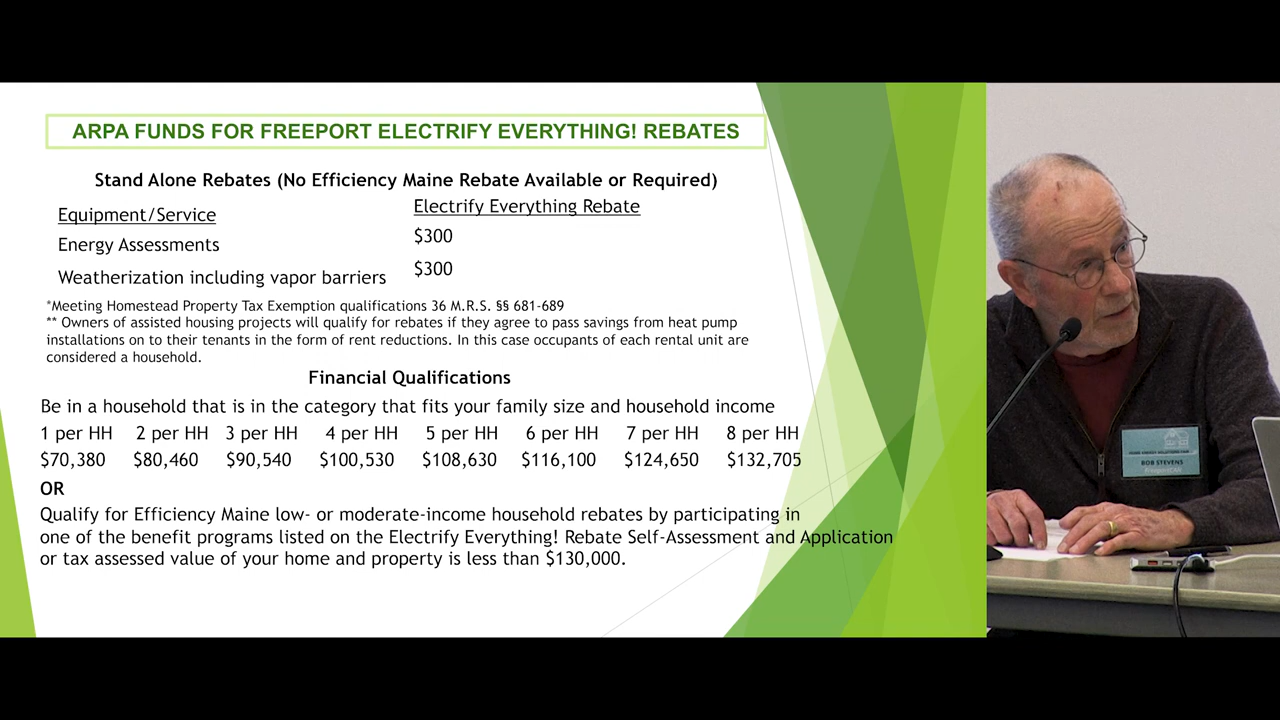 ARPA FUNDS FOR FREEPORT ELECTRIFY EVERYTHING! REBATES
Stand Alone Rebates (No Efficiency Maine Rebate Available or Required)
Equipment/Service Electrify Everything Rebate
Energy Assessments $300
Weatherization including vapor barriers $300
*Meeting Homestead Property Tax Exemption qualifications 36 M.R.S. §§ 681-689
** Owners of assisted housing projects will qualify for rebates if they agree to pass savings from heat pump
installations on to their tenants in the form of rent reductions. In this case occupants of each rental unit are
considered a household.
Financial Qualifications
Be in a household that is in the category that fits your family size and household income
1 per HH 2 per HH 3 per HH 4 per HH 5 per HH 6 per HH 7 per HH 8 per HH
$70,380 $80,460 $90,540 $100,530 $108,630 $116,100 $124,650 $132,705
OR
Qualify for Efficiency Maine low- or moderate-income household rebates by participating in
one of the benefit programs listed on the Electrify Everything! Rebate Self-Assessment and Application
or tax assessed value of your home and property is less than $130,000.
BOB STEVENS